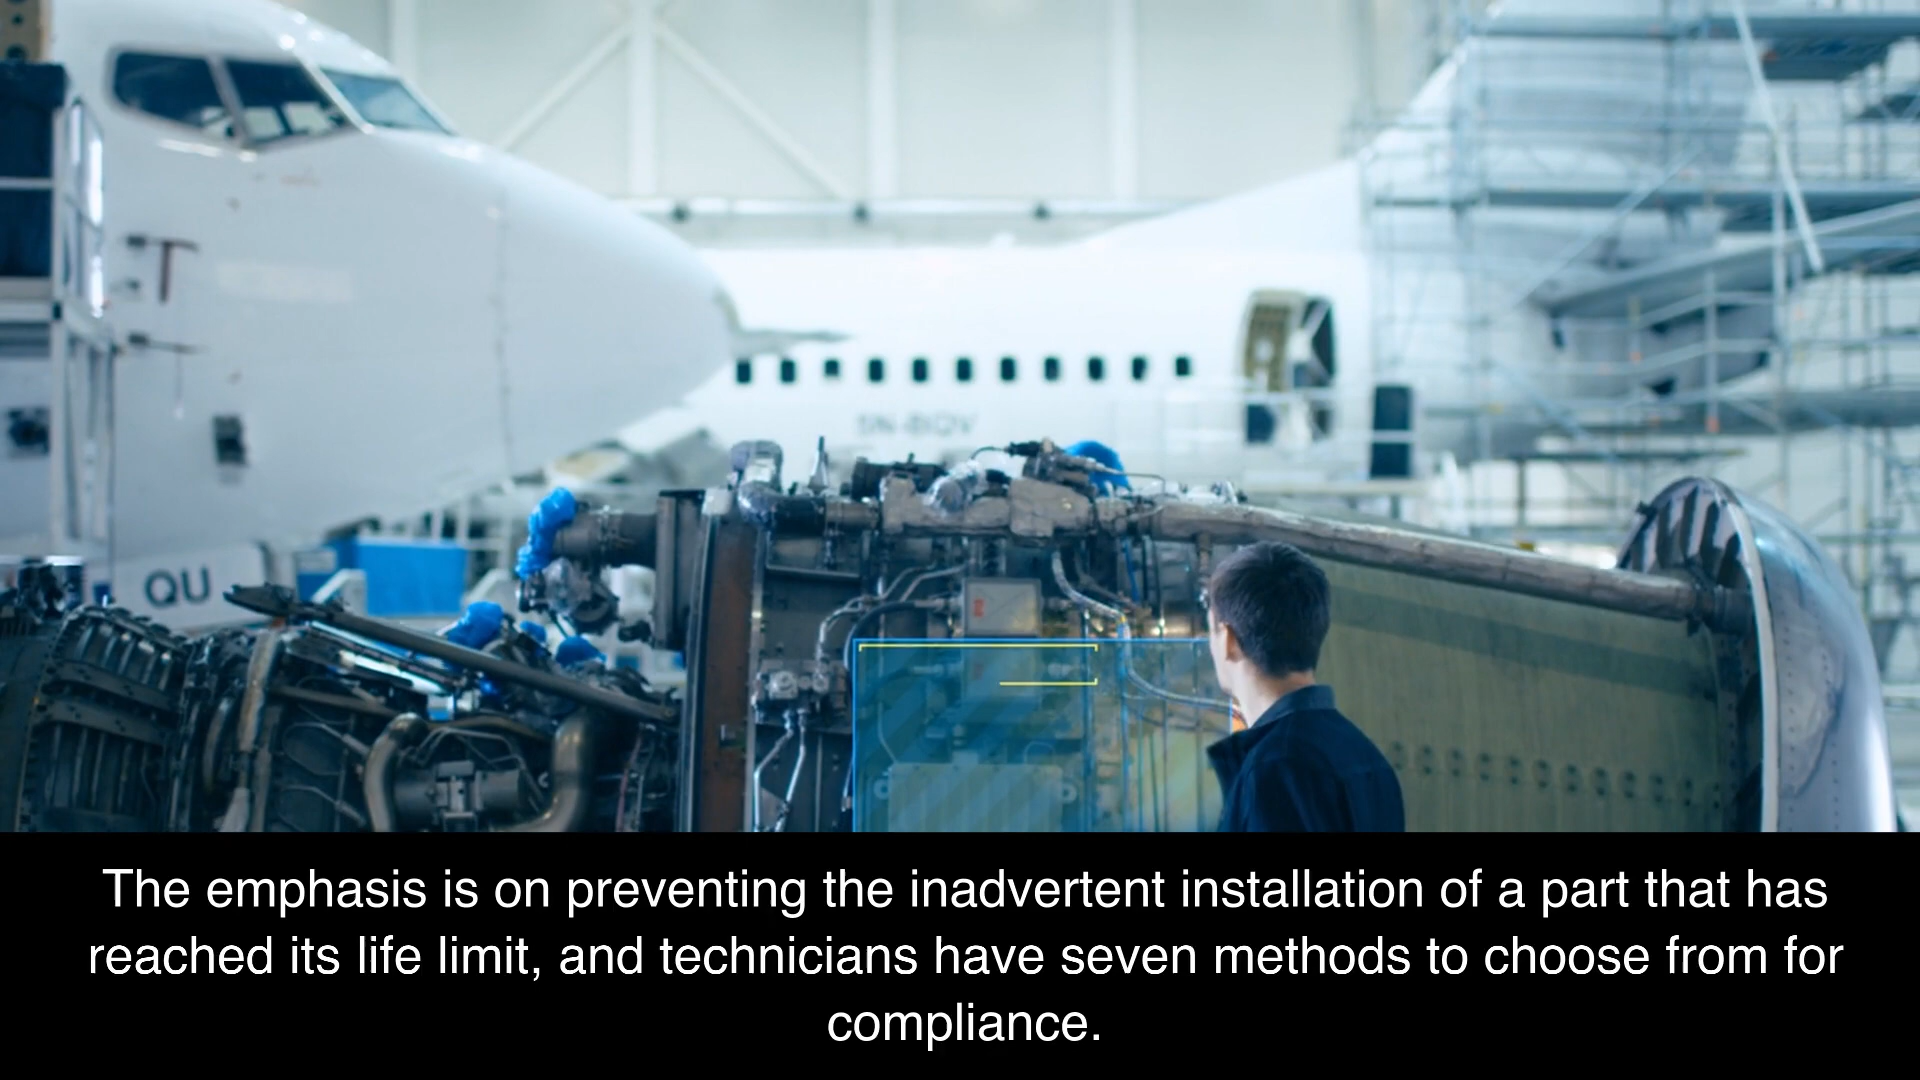 QU
The emphasis is on preventing the inadvertent installation of a part that has
reached its life limit, and technicians have seven methods to choose from for
compliance.